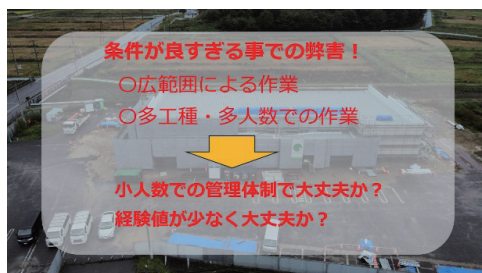 条件が良すぎる事での弊害！
〇広範囲による作業
〇多工種・多人数での作業
小人数での管理体制で大丈夫か？
経験値が少なく大丈夫か？